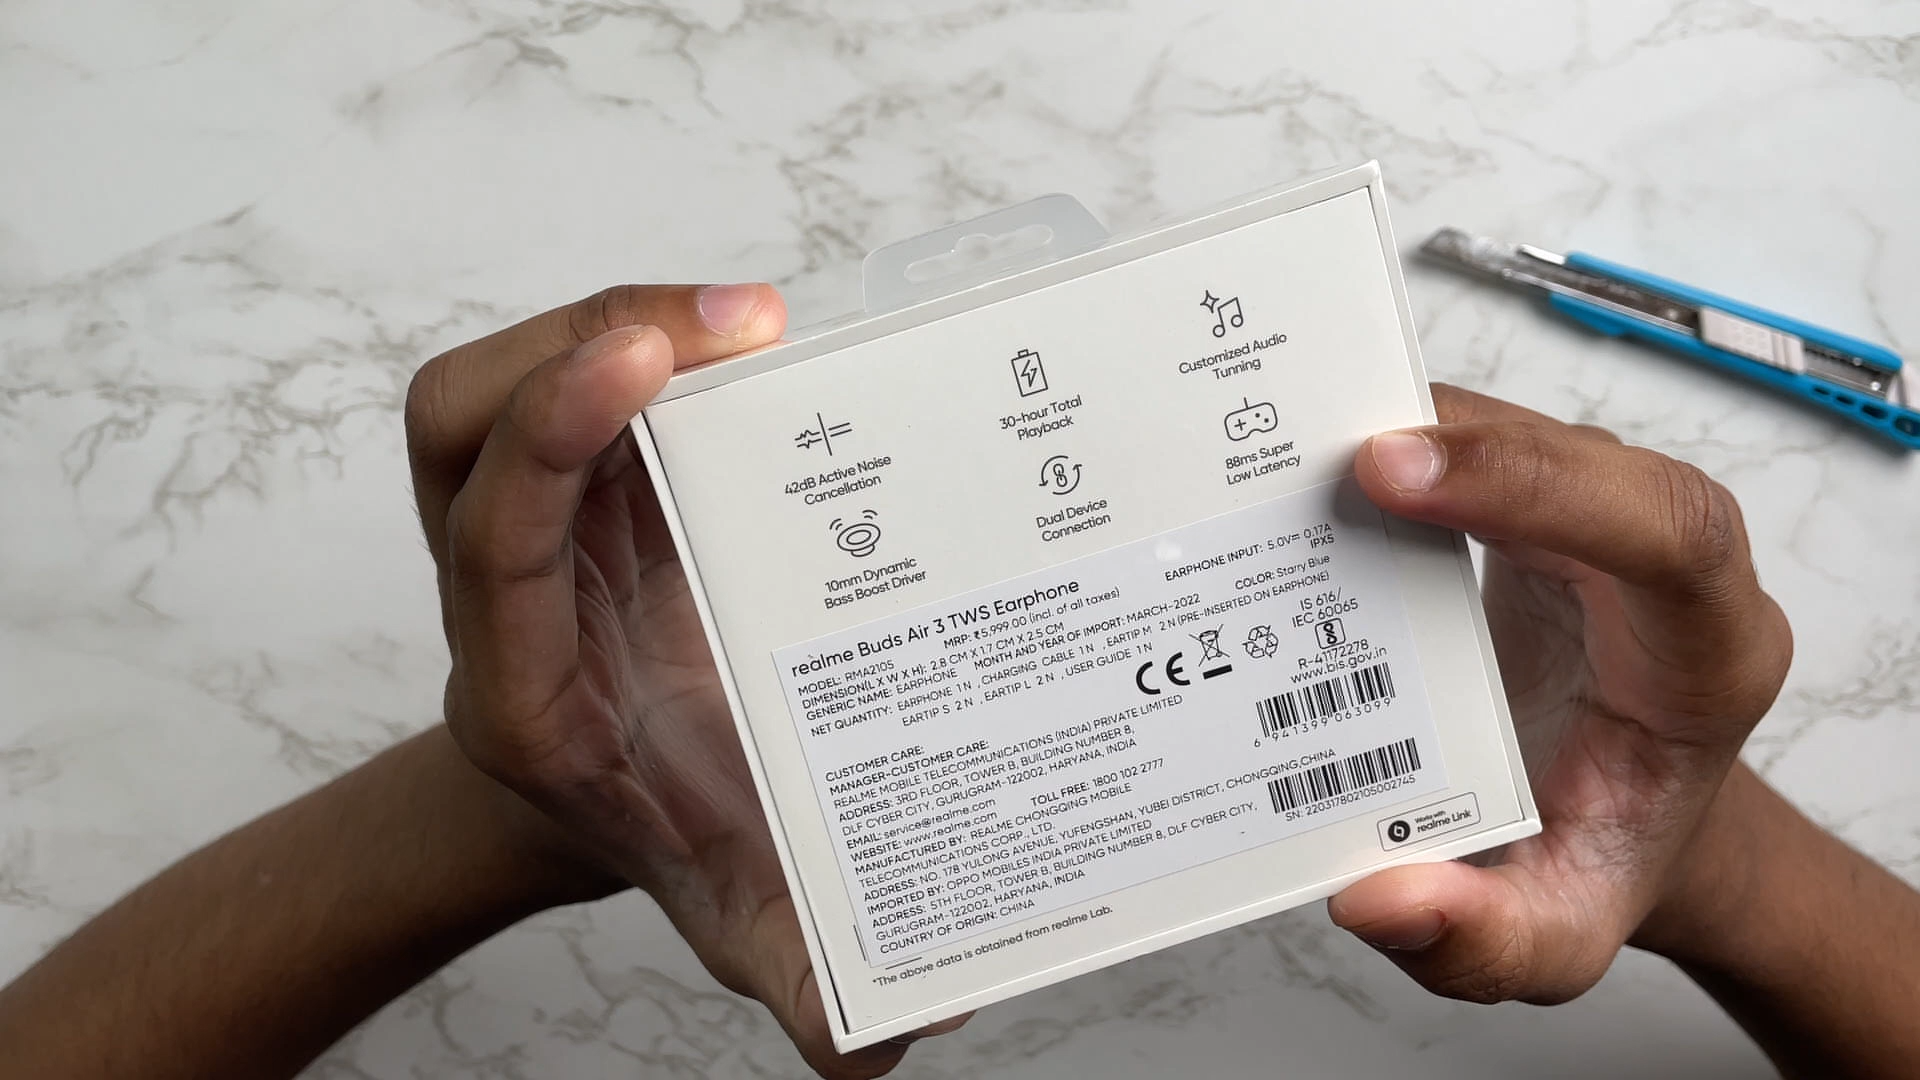 42dB Active Noise
Cancellation
30-hour Total
Playback
Customized Audio
Tunning
10mm Dynamic
Bass Boost Driver
Dual Device
Connection
88ms Super
Low Latency
realme Buds Air 3 TWS Earphone
MRP: ₹5,999.00 (incl. of all taxes)
EARPHONE INPUT: 5.0V⎓ 0.17A
IPX5
MODEL: RMA2105
COLOR: Starry Blue
DIMENSION(L X W X H): 2.8 CM X 1.7 CM X 2.5 CM
GENERIC NAME: EARPHONE MONTH AND YEAR OF IMPORT: MARCH-2022
NET QUANTITY: EARPHONE 1 N , CHARGING CABLE 1 N , EARTIP M 2 N (PRE-INSERTED ON EARPHONE)
EARTIP S 2 N , EARTIP L 2 N , USER GUIDE 1 N
CE
IS 616/
IEC 60065
R-41172278
www.bis.gov.in
6 941399 063099
CUSTOMER CARE:
MANAGER-CUSTOMER CARE:
REALME MOBILE TELECOMMUNICATIONS (INDIA) PRIVATE LIMITED
ADDRESS: 3RD FLOOR, TOWER B, BUILDING NUMBER 8,
DLF CYBER CITY, GURUGRAM-122002, HARYANA, INDIA
EMAIL: service@realme.com TOLL FREE: 1800 102 2777
WEBSITE: www.realme.com
MANUFACTURED BY: REALME CHONGQING MOBILE
TELECOMMUNICATIONS CORP., LTD.
ADDRESS: NO. 178 YULONG AVENUE, YUFENGSHAN, YUBEI DISTRICT, CHONGQING,CHINA
IMPORTED BY: OPPO MOBILES INDIA PRIVATE LIMITED
ADDRESS: 5TH FLOOR, TOWER B, BUILDING NUMBER 8, DLF CYBER CITY,
GURUGRAM-122002, HARYANA, INDIA
COUNTRY OF ORIGIN: CHINA
SN: 220317802105002745
Works with
realme Link
*The above data is obtained from realme Lab.